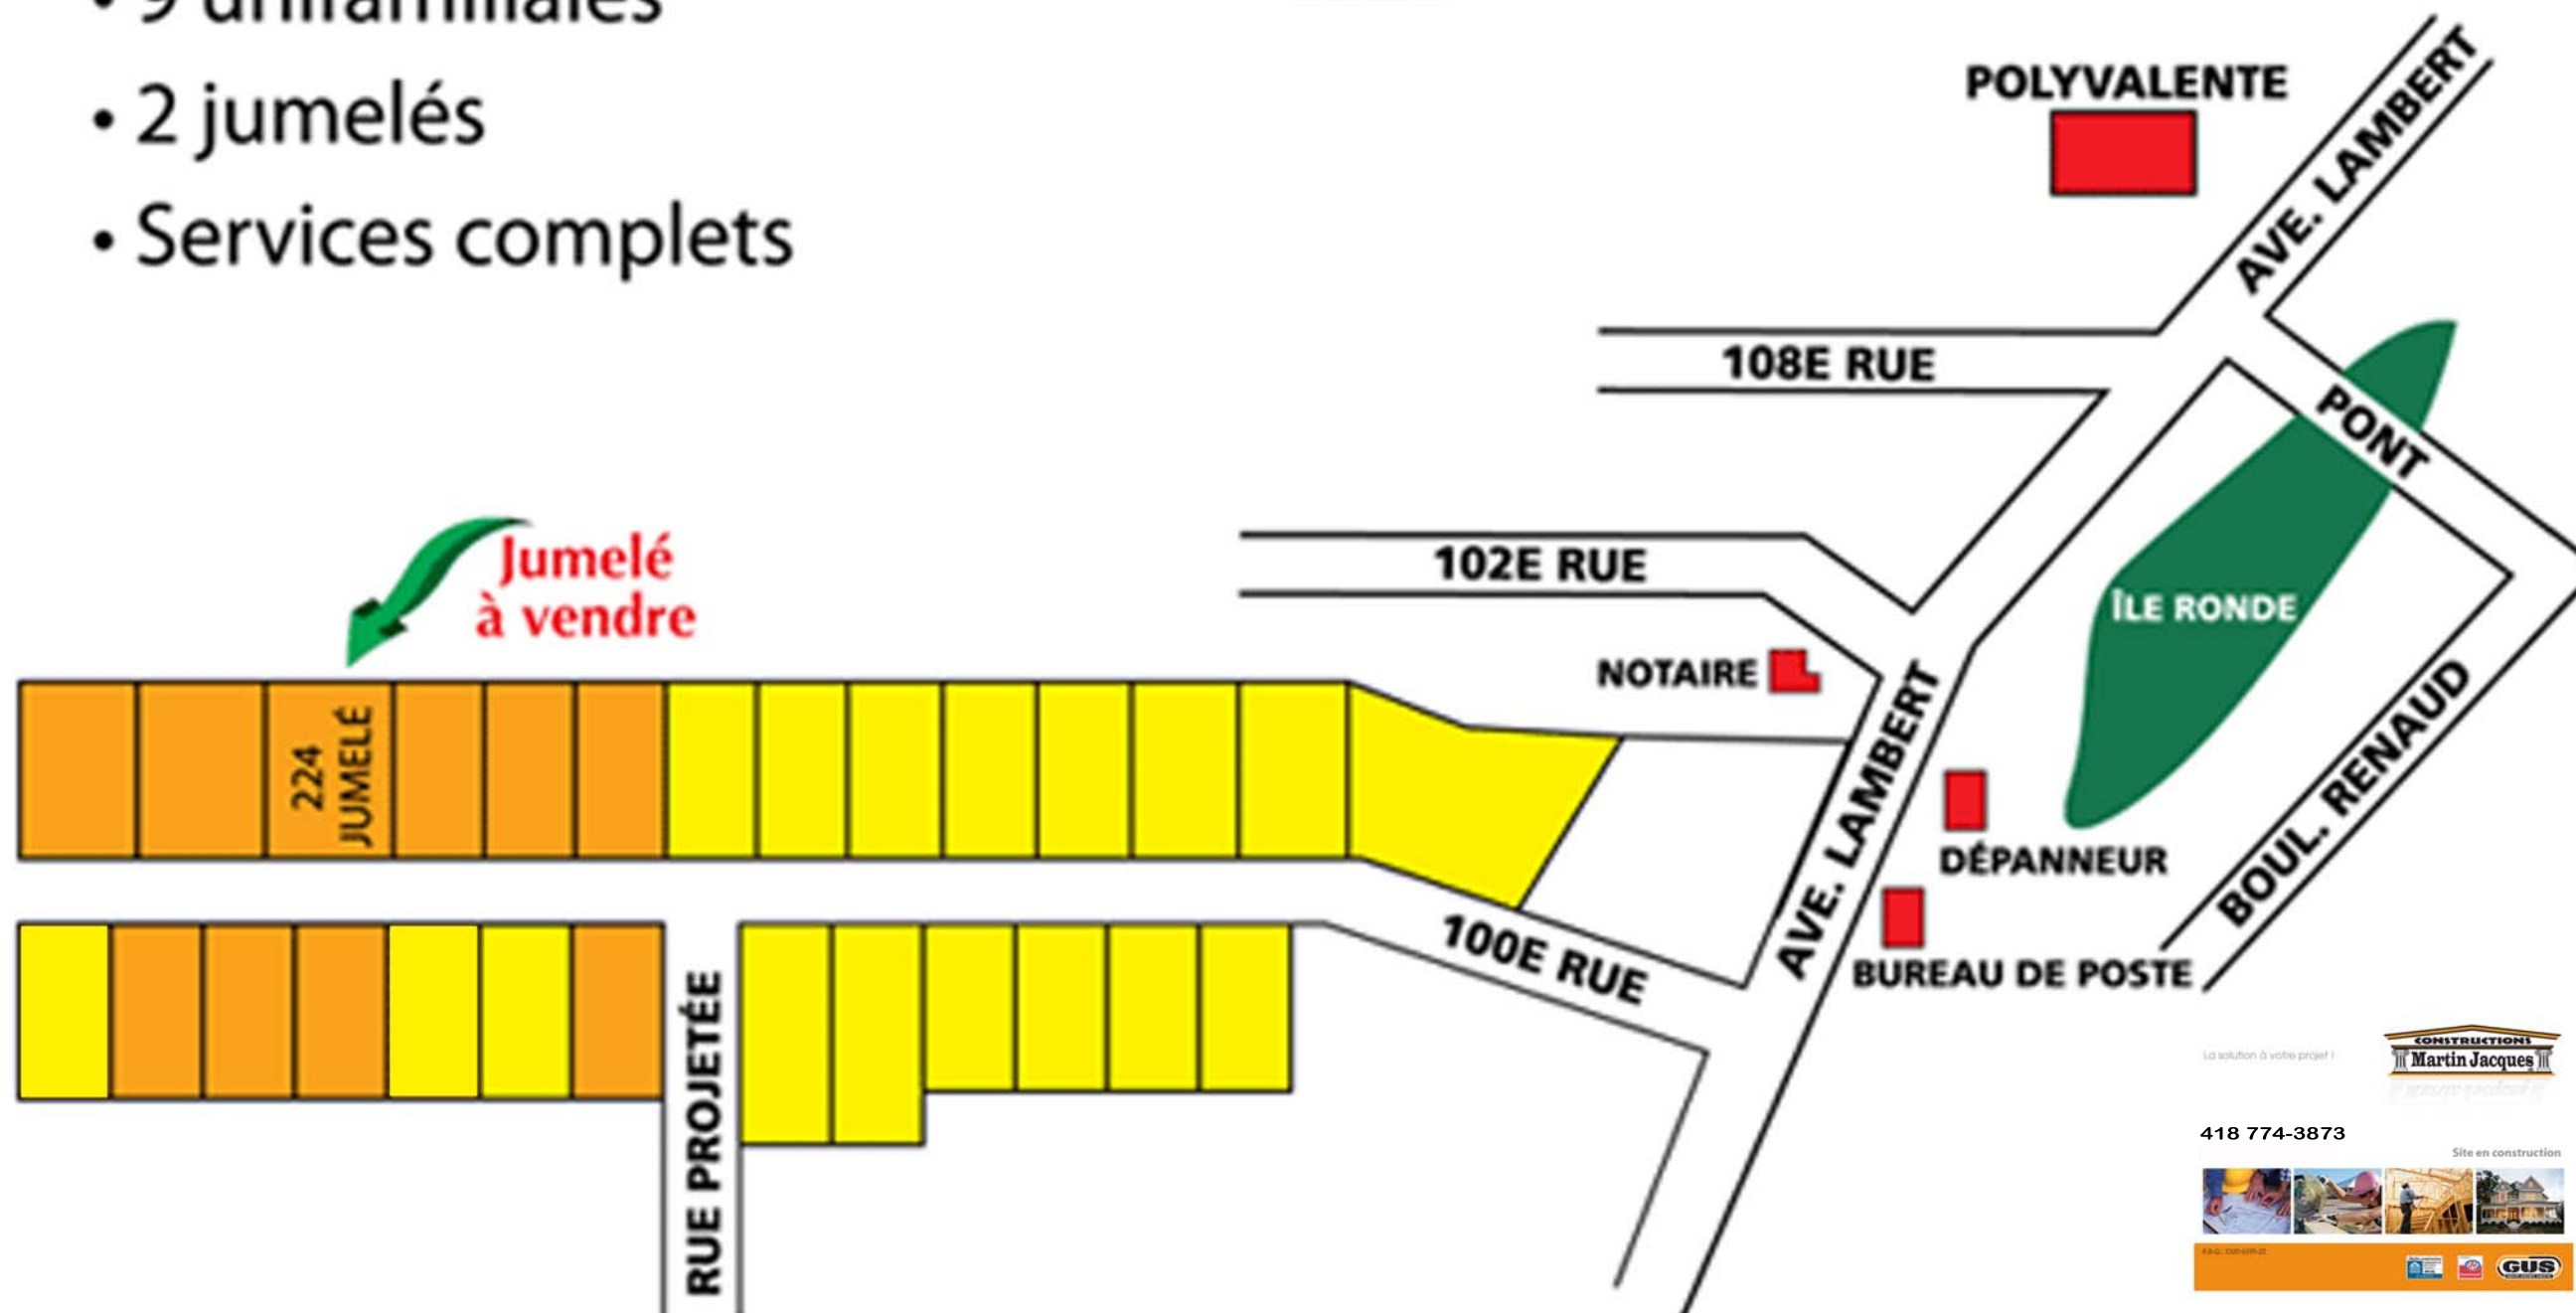 • 9 unifamiliales
• 2 jumelés
• Services complets
POLYVALENTE
AVE. LAMBERT
108E RUE
PONT
Jumelé
à vendre
102E RUE
ÎLE RONDE
NOTAIRE
224
JUMELÉ
AVE. LAMBERT
BOUL. RENAUD
DÉPANNEUR
100E RUE
BUREAU DE POSTE
RUE PROJETÉE
CONSTRUCTIONS
Martin Jacques
La solution à votre projet !
418 774-3873
Site en construction
GUS